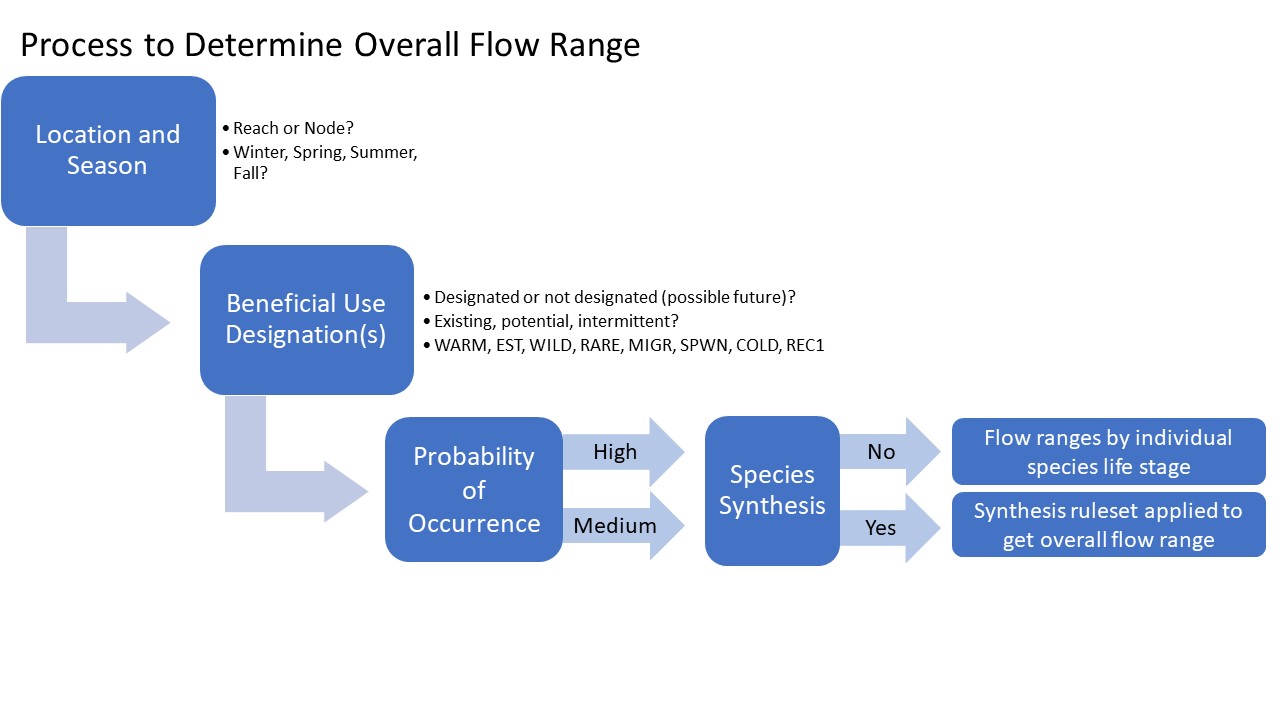 Process to Determine Overall Flow Range
Location and
Season
• Reach or Node?
• Winter, Spring, Summer,
Fall?
Beneficial Use
Designation(s)
• Designated or not designated (possible future)?
• Existing, potential, intermittent?
• WARM, EST, WILD, RARE, MIGR, SPWN, COLD, REC1
Probability
of
Occurrence
High
Medium
Species
Synthesis
No
Yes
Flow ranges by individual
species life stage
Synthesis ruleset applied to
get overall flow range